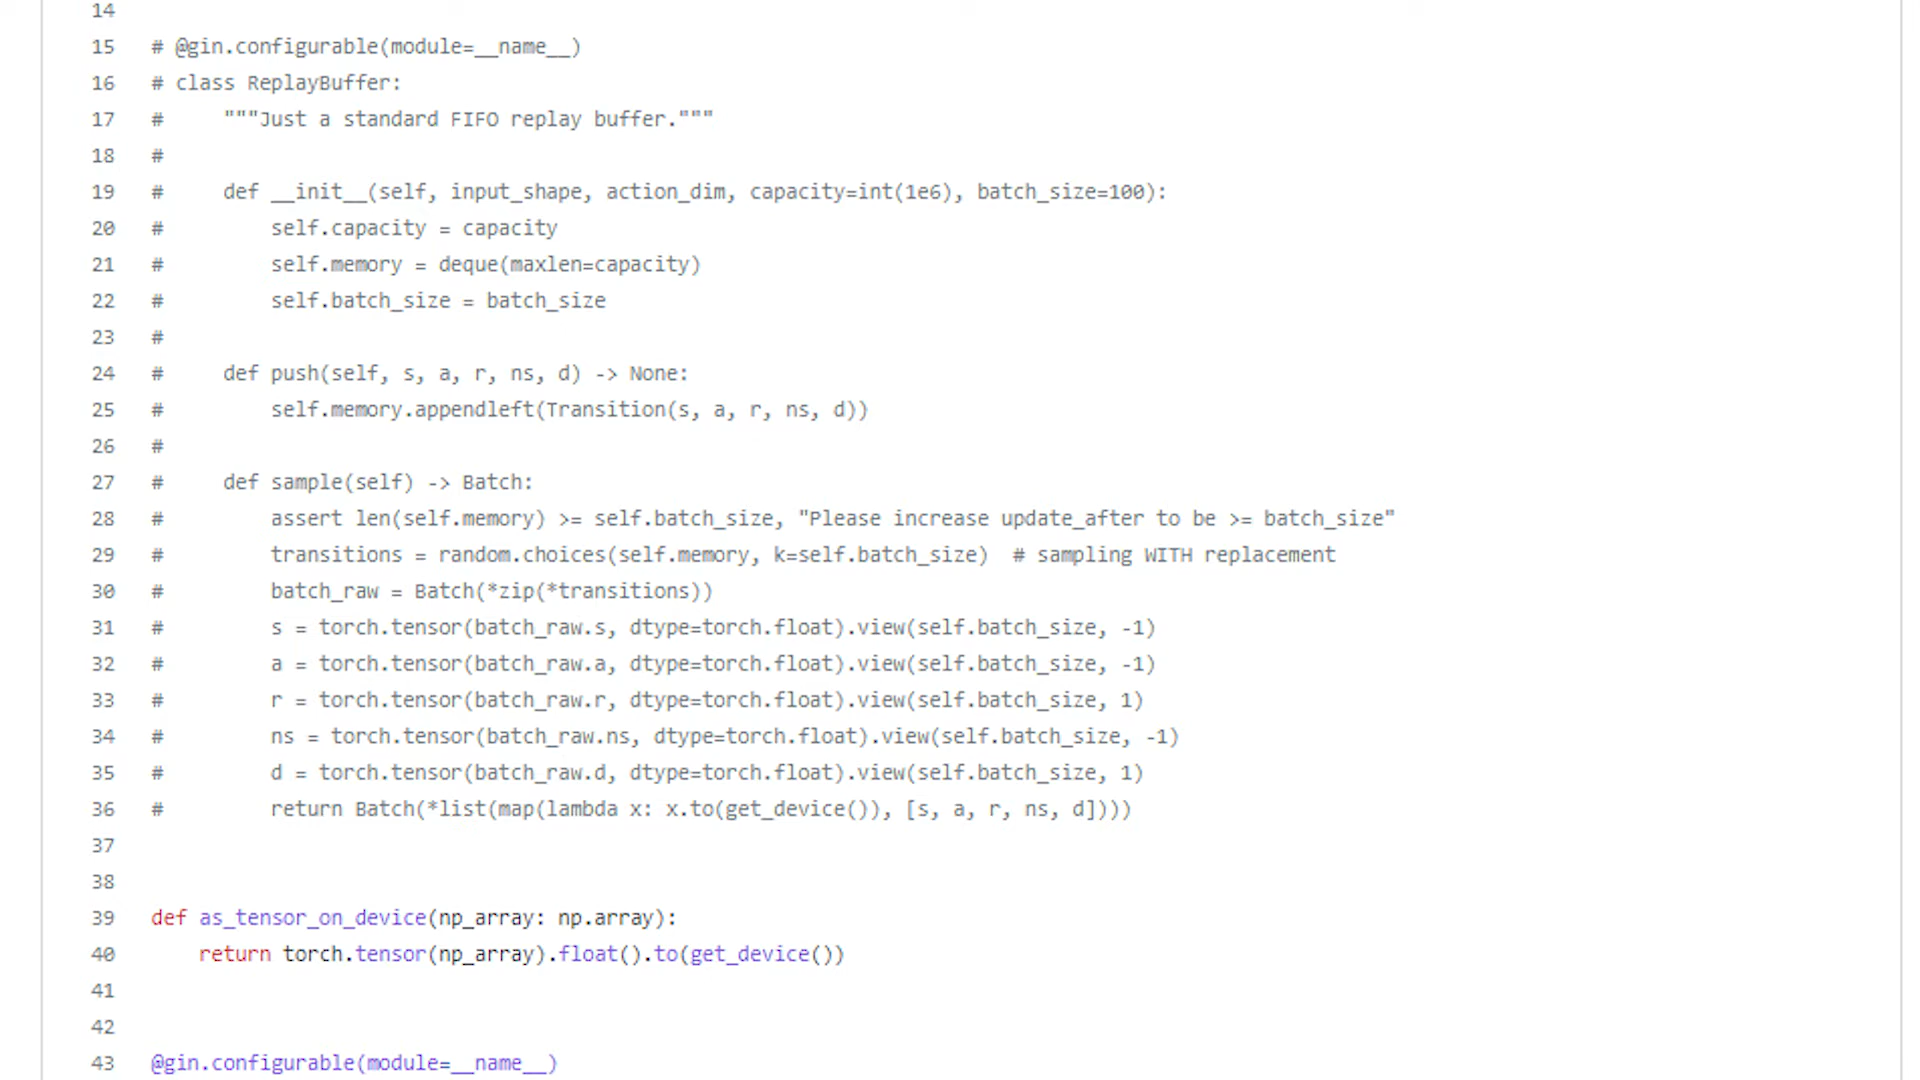 14
15 # @gin.configurable(module=__name__)
16 # class ReplayBuffer:
17 #     """Just a standard FIFO replay buffer."""
18 #
19 #     def __init__(self, input_shape, action_dim, capacity=int(1e6), batch_size=100):
20 #         self.capacity = capacity
21 #         self.memory = deque(maxlen=capacity)
22 #         self.batch_size = batch_size
23 #
24 #     def push(self, s, a, r, ns, d) -> None:
25 #         self.memory.appendleft(Transition(s, a, r, ns, d))
26 #
27 #     def sample(self) -> Batch:
28 #         assert len(self.memory) >= self.batch_size, "Please increase update_after to be >= batch_size"
29 #         transitions = random.choices(self.memory, k=self.batch_size)  # sampling WITH replacement
30 #         batch_raw = Batch(*zip(*transitions))
31 #         s = torch.tensor(batch_raw.s, dtype=torch.float).view(self.batch_size, -1)
32 #         a = torch.tensor(batch_raw.a, dtype=torch.float).view(self.batch_size, -1)
33 #         r = torch.tensor(batch_raw.r, dtype=torch.float).view(self.batch_size, 1)
34 #         ns = torch.tensor(batch_raw.ns, dtype=torch.float).view(self.batch_size, -1)
35 #         d = torch.tensor(batch_raw.d, dtype=torch.float).view(self.batch_size, 1)
36 #         return Batch(*list(map(lambda x: x.to(get_device()), [s, a, r, ns, d])))
37
38
39 def as_tensor_on_device(np_array: np.array):
40     return torch.tensor(np_array).float().to(get_device())
41
42
43 @gin.configurable(module=__name__)